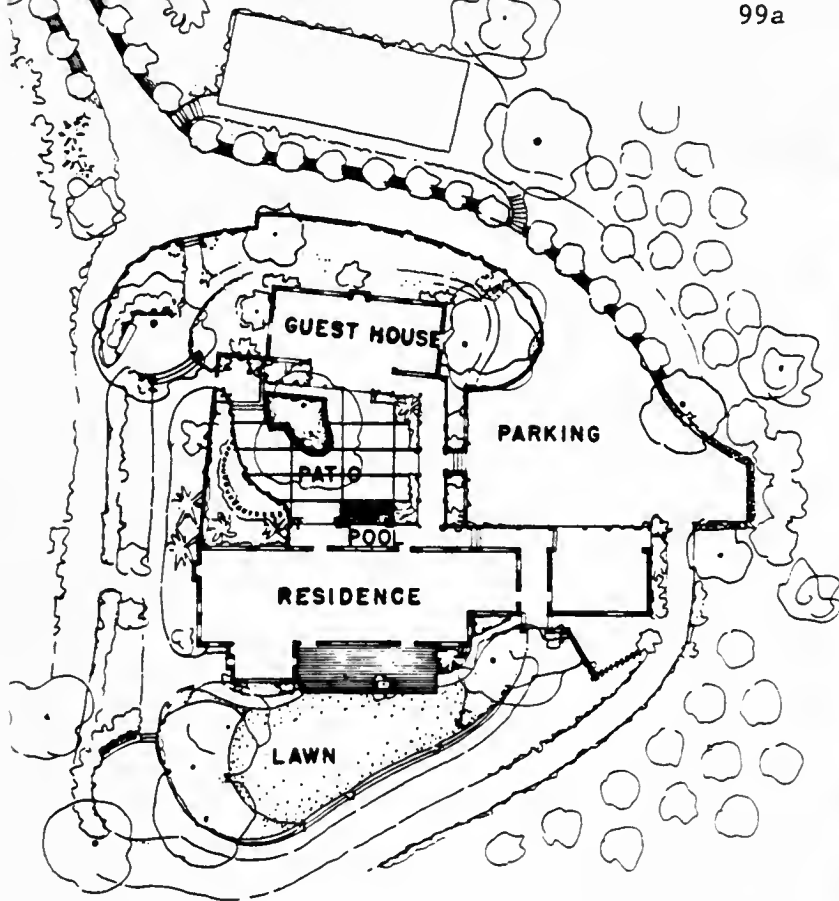 99a
GUEST HOUSE
PARKING
PATIO
POOL
RESIDENCE
LAWN